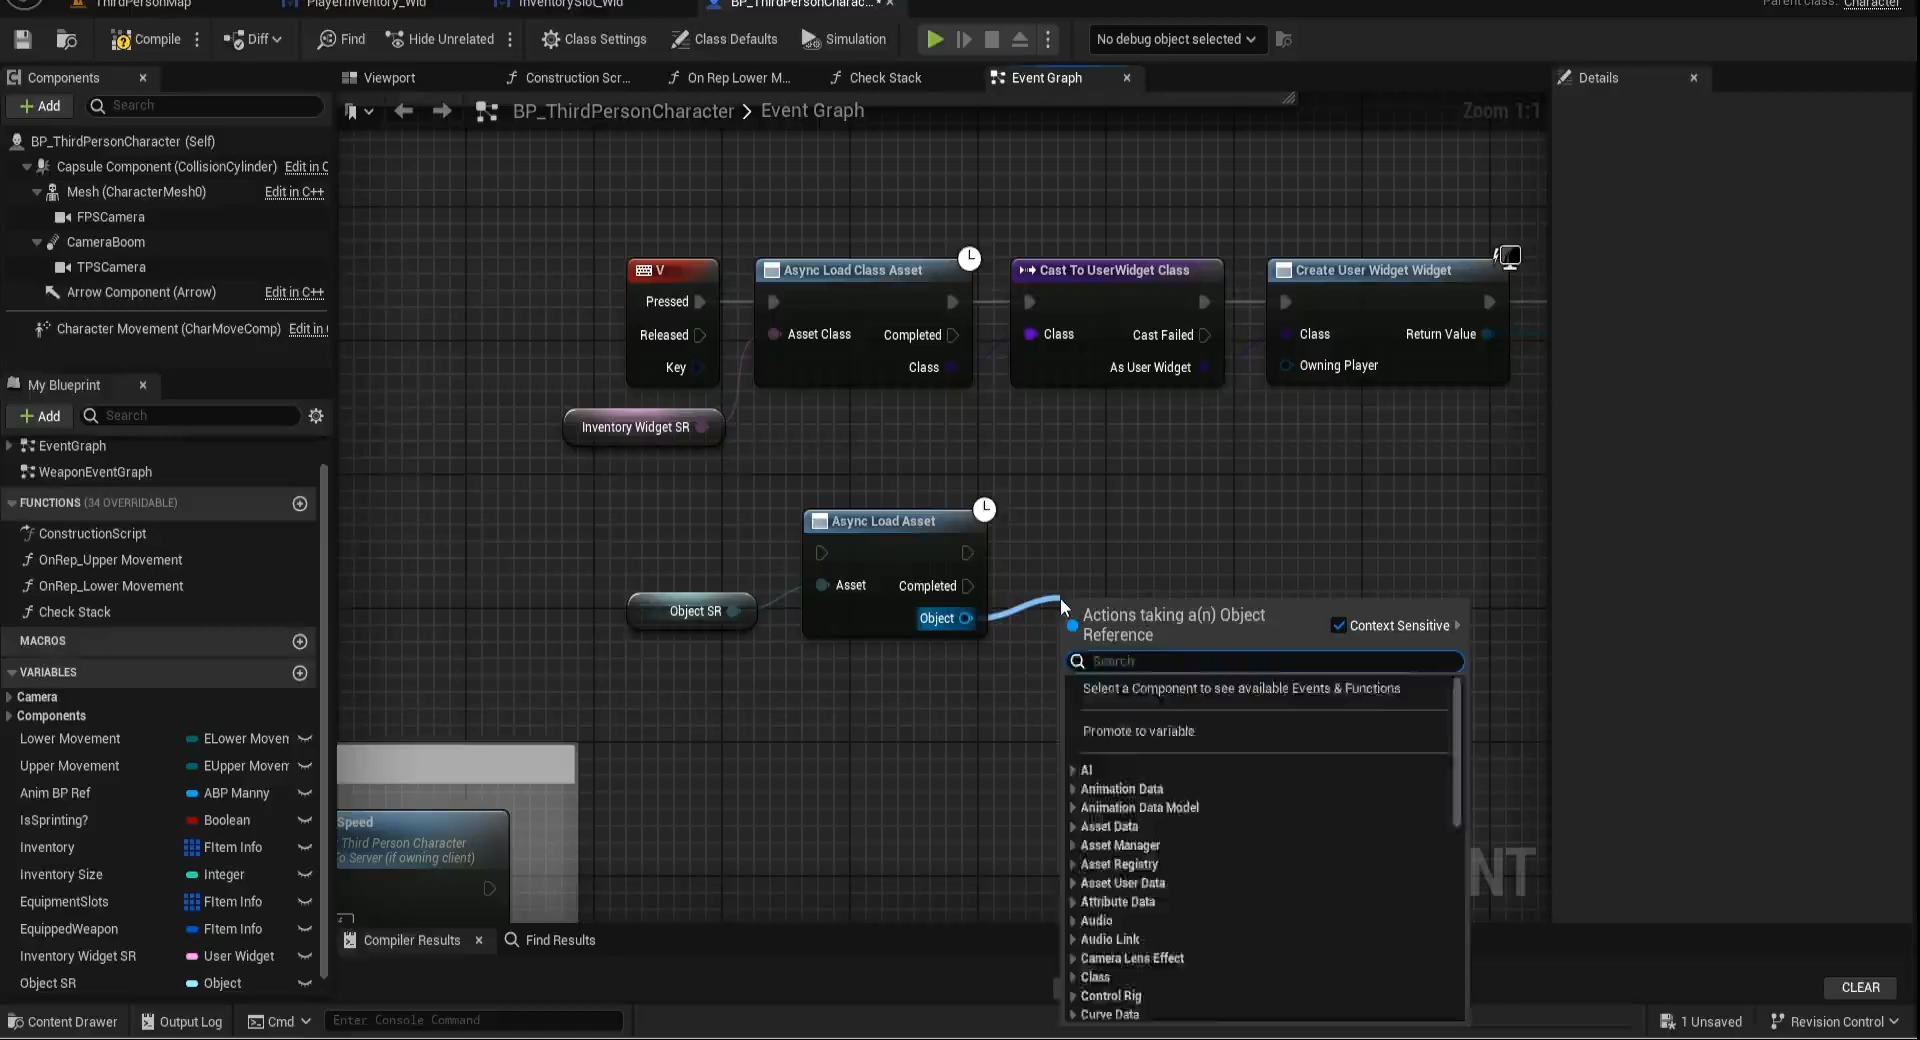 ThirdPersonMap
PlayerInventory_Wid
InventorySlot_Wid
BP_ThirdPersonCharac...*
Parent class: Character
Compile
Diff
Find
Hide Unrelated
Class Settings
Class Defaults
Simulation
No debug object selected
Components
Viewport
Construction Scr...
On Rep Lower M...
Check Stack
Event Graph
Details
Add
Search
BP_ThirdPersonCharacter > Event Graph
Zoom 1:1
BP_ThirdPersonCharacter (Self)
Capsule Component (CollisionCylinder) Edit in C
Mesh (CharacterMesh0) Edit in C++
FPSCamera
CameraBoom
TPSCamera
Arrow Component (Arrow) Edit in C++
Character Movement (CharMoveComp) Edit in
My Blueprint
Add
Search
EventGraph
WeaponEventGraph
FUNCTIONS (34 OVERRIDABLE)
ConstructionScript
OnRep_Upper Movement
OnRep_Lower Movement
Check Stack
MACROS
VARIABLES
Camera
Components
Lower Movement ELower Movem
Upper Movement EUpper Movem
Anim BP Ref ABP Manny
IsSprinting? Boolean
Inventory FItem Info
Inventory Size Integer
EquipmentSlots FItem Info
EquippedWeapon FItem Info
Inventory Widget SR User Widget
Object SR Object
V
Pressed
Released
Key
Async Load Class Asset
Asset Class
Completed
Class
Cast To UserWidget Class
Class
Cast Failed
As User Widget
Create User Widget Widget
Class
Return Value
Owning Player
Inventory Widget SR
Async Load Asset
Asset
Completed
Object
Object SR
Speed
Third Person Character
To Server (if owning client)
Actions taking a(n) Object
Reference
Context Sensitive
Search
Select a Component to see available Events & Functions
Promote to variable
AI
Animation Data
Animation Data Model
Asset Data
Asset Manager
Asset Registry
Asset User Data
Attribute Data
Audio
Audio Link
Camera Lens Effect
Class
Control Rig
Curve Data
NT
Compiler Results
Find Results
CLEAR
Content Drawer
Output Log
Cmd
Enter Console Command
1 Unsaved
Revision Control